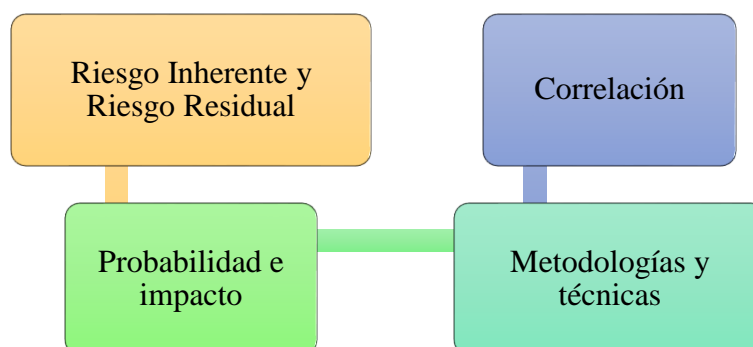 Riesgo Inherente y
Riesgo Residual
Probabilidad e
impacto
Metodologías y
técnicas
Correlación